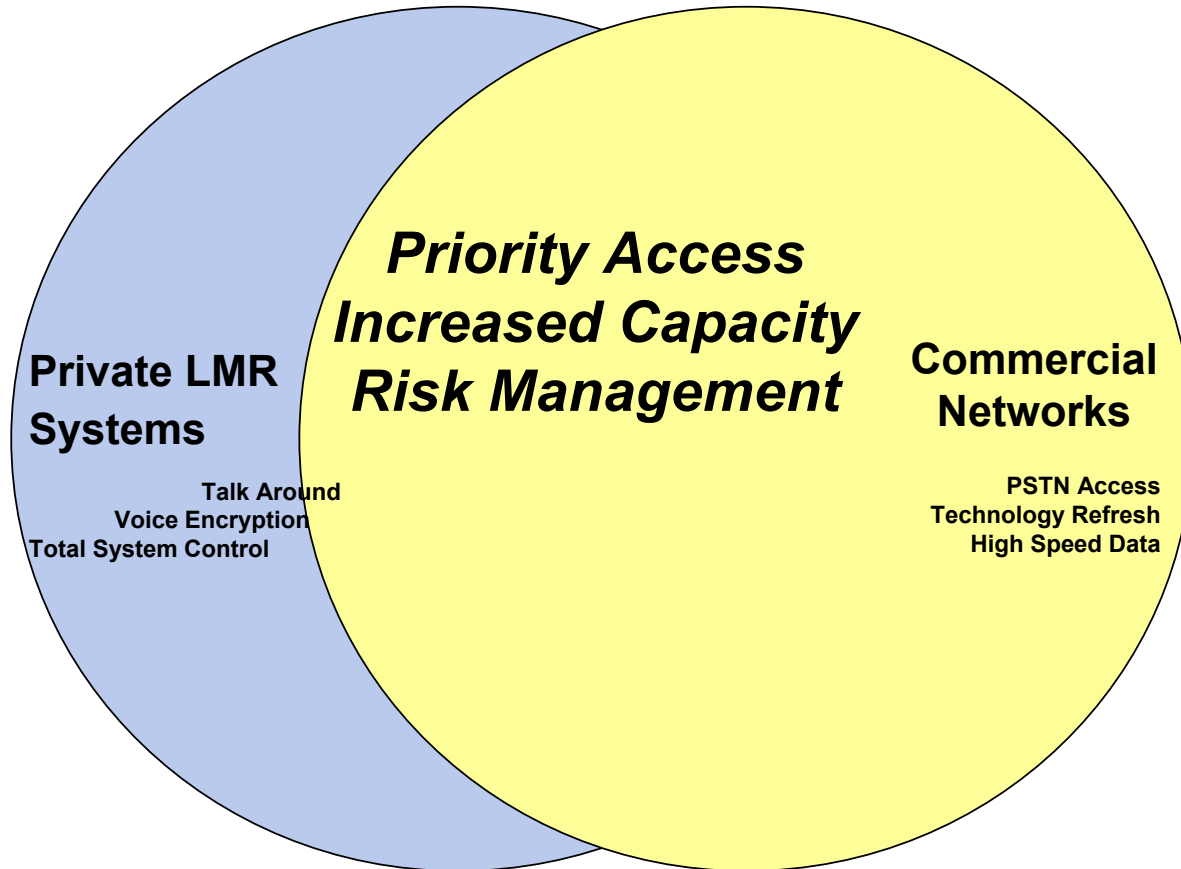 Priority Access
Increased Capacity
Risk Management
Private LMR
Systems
Talk Around
Voice Encryption
Total System Control
Commercial
Networks
PSTN Access
Technology Refresh
High Speed Data